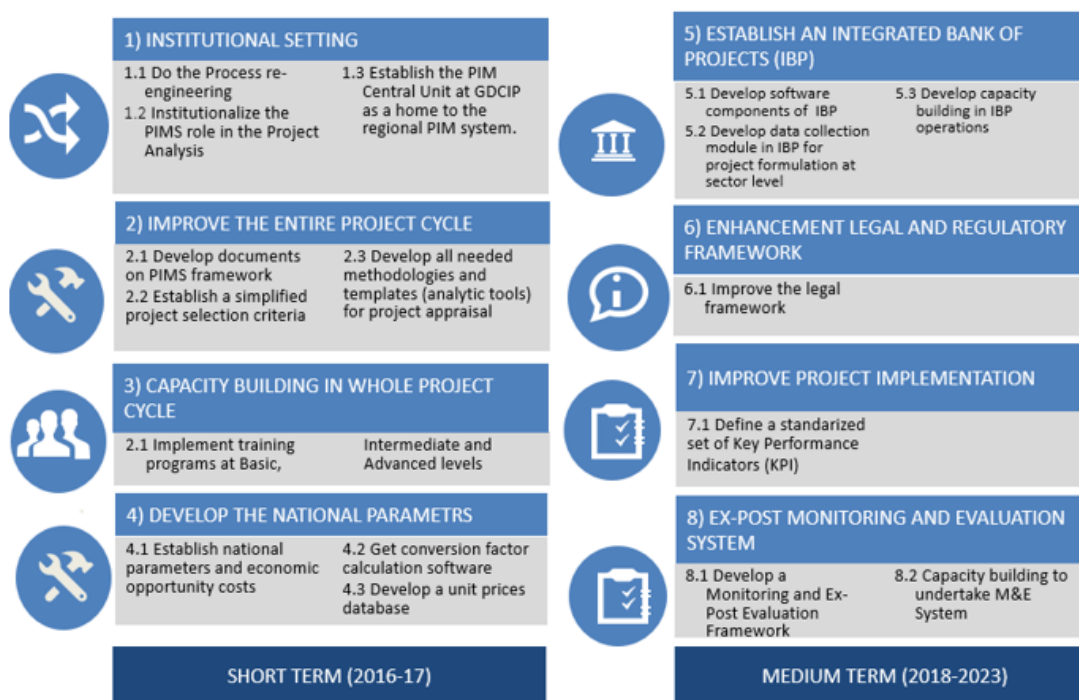 1) INSTITUTIONAL SETTING
1.1 Do the Process re-
engineering
1.2 Institutionalize the
PIMS role in the Project
Analysis
1.3 Establish the PIM
Central Unit at GDCIP
as a home to the
regional PIM system.
2) IMPROVE THE ENTIRE PROJECT CYCLE
2.1 Develop documents
on PIMS framework
2.2 Establish a simplified
project selection criteria
2.3 Develop all needed
methodologies and
templates (analytic tools)
for project appraisal
3) CAPACITY BUILDING IN WHOLE PROJECT
CYCLE
2.1 Implement training
programs at Basic,
Intermediate and
Advanced levels
4) DEVELOP THE NATIONAL PARAMETRS
4.1 Establish national
parameters and economic
opportunity costs
4.2 Get conversion factor
calculation software
4.3 Develop a unit prices
database
SHORT TERM (2016-17)
5) ESTABLISH AN INTEGRATED BANK OF
PROJECTS (IBP)
5.1 Develop software
components of IBP
5.2 Develop data collection
module in IBP for
project formulation at
sector level
5.3 Develop capacity
building in IBP
operations
6) ENHANCEMENT LEGAL AND REGULATORY
FRAMEWORK
6.1 Improve the legal
framework
7) IMPROVE PROJECT IMPLEMENTATION
7.1 Define a standarized
set of Key Performance
Indicators (KPI)
8) EX-POST MONITORING AND EVALUATION
SYSTEM
8.1 Develop a
Monitoring and Ex-
Post Evaluation
Framework
8.2 Capacity building to
undertake M&E
System
MEDIUM TERM (2018-2023)